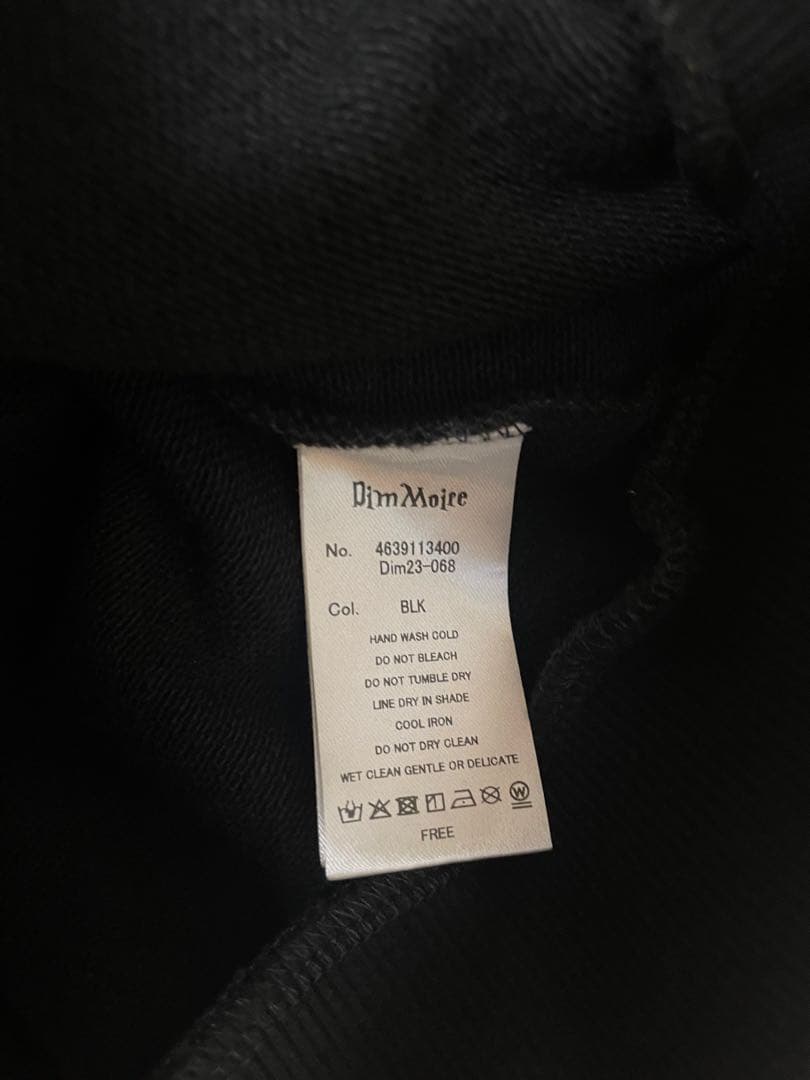 DimMoire
No. 4639113400
Dim23-068
Col. BLK
HAND WASH COLD
DO NOT BLEACH
DO NOT TUMBLE DRY
LINE DRY IN SHADE
COOL IRON
DO NOT DRY CLEAN
WET CLEAN GENTLE OR DELICATE
W
FREE